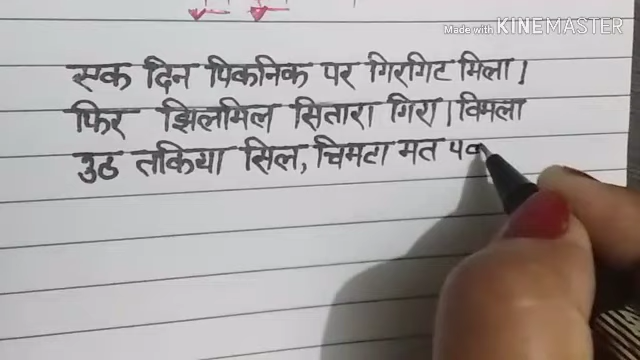 Made with KINEMASTER
एक दिन पिकनिक पर गिरगिट मिला।
फिर झिलमिल सितारा गिरा। विमला
उठ तकिया सिल, चिमटा मत